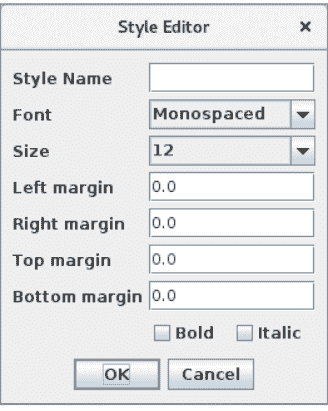 Style Editor
Style Name
Font Monospaced
Size 12
Left margin 0.0
Right margin 0.0
Top margin 0.0
Bottom margin 0.0
Bold Italic
OK Cancel